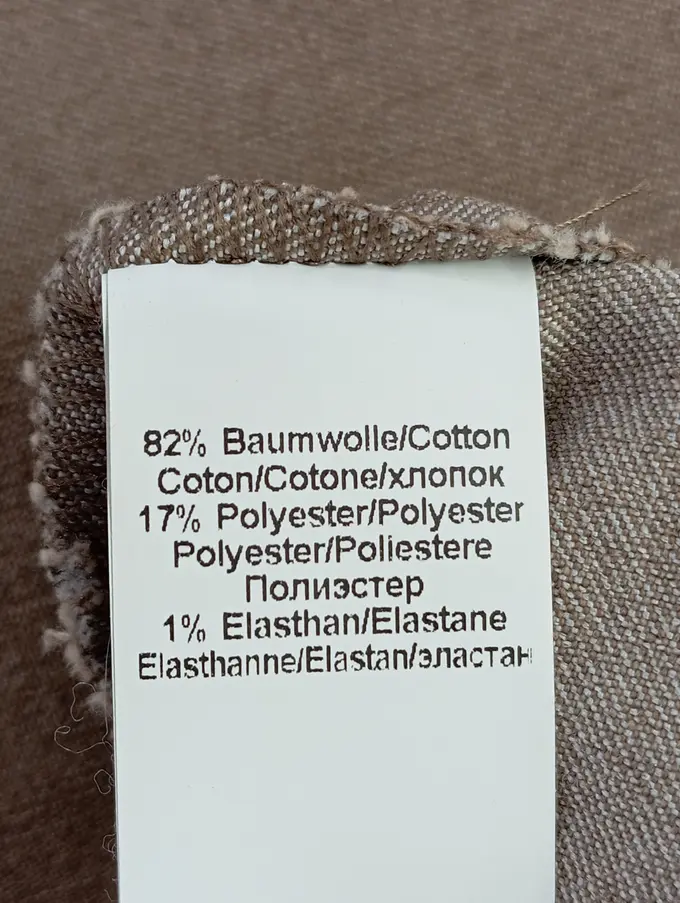 82% Baumwolle/Cotton
Coton/Cotone/хлопок
17% Polyester/Polyester
Polyester/Poliestere
Полиэстер
1% Elasthan/Elastane
Elasthanne/Elastan/эластан